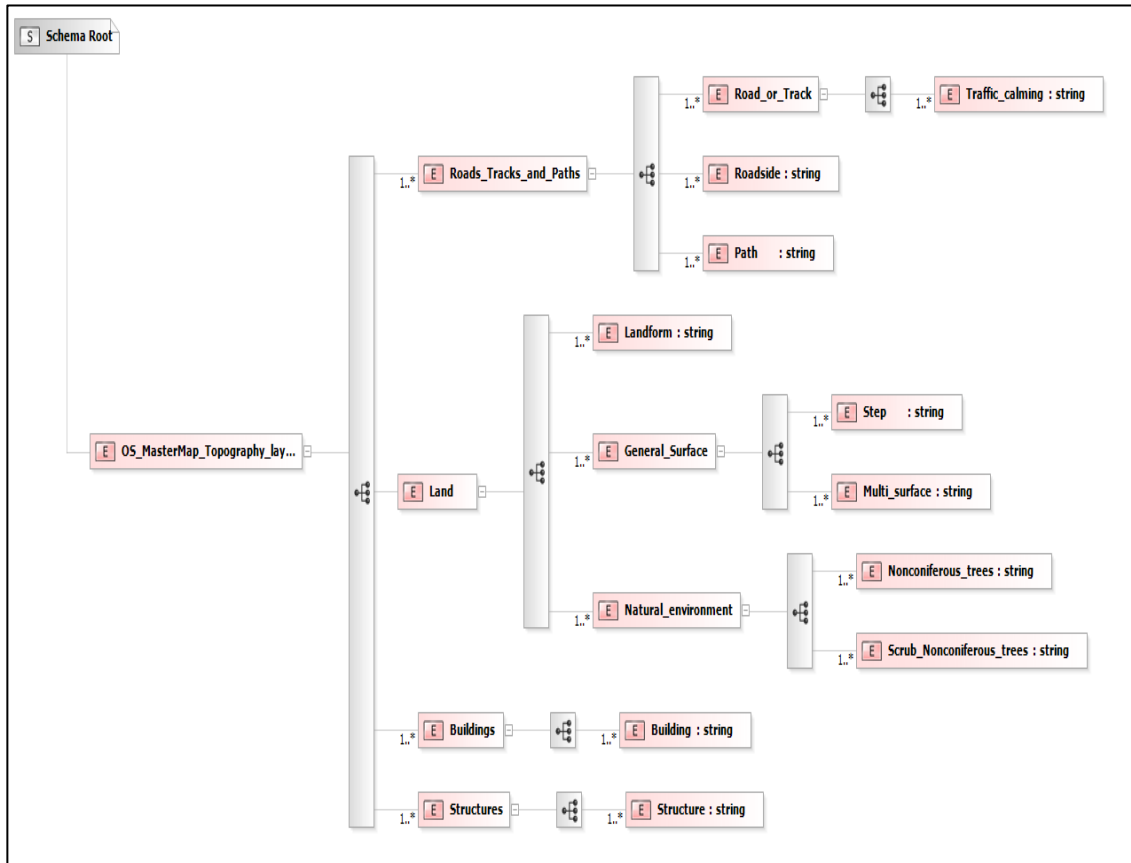 S Schema Root
E Road_or_Track
1..*
E Traffic_calming : string
1..*
E Roads_Tracks_and_Paths
1..*
E Roadside : string
1..*
E Path : string
1..*
E Landform : string
1..*
E Step : string
1..*
E OS_MasterMap_Topography_lay...
E General_Surface
1..*
E Land
E Multi_surface : string
1..*
E Nonconiferous_trees : string
1..*
E Natural_environment
1..*
E Scrub_Nonconiferous_trees : string
1..*
E Buildings
1..*
E Building : string
1..*
E Structures
1..*
E Structure : string
1..*